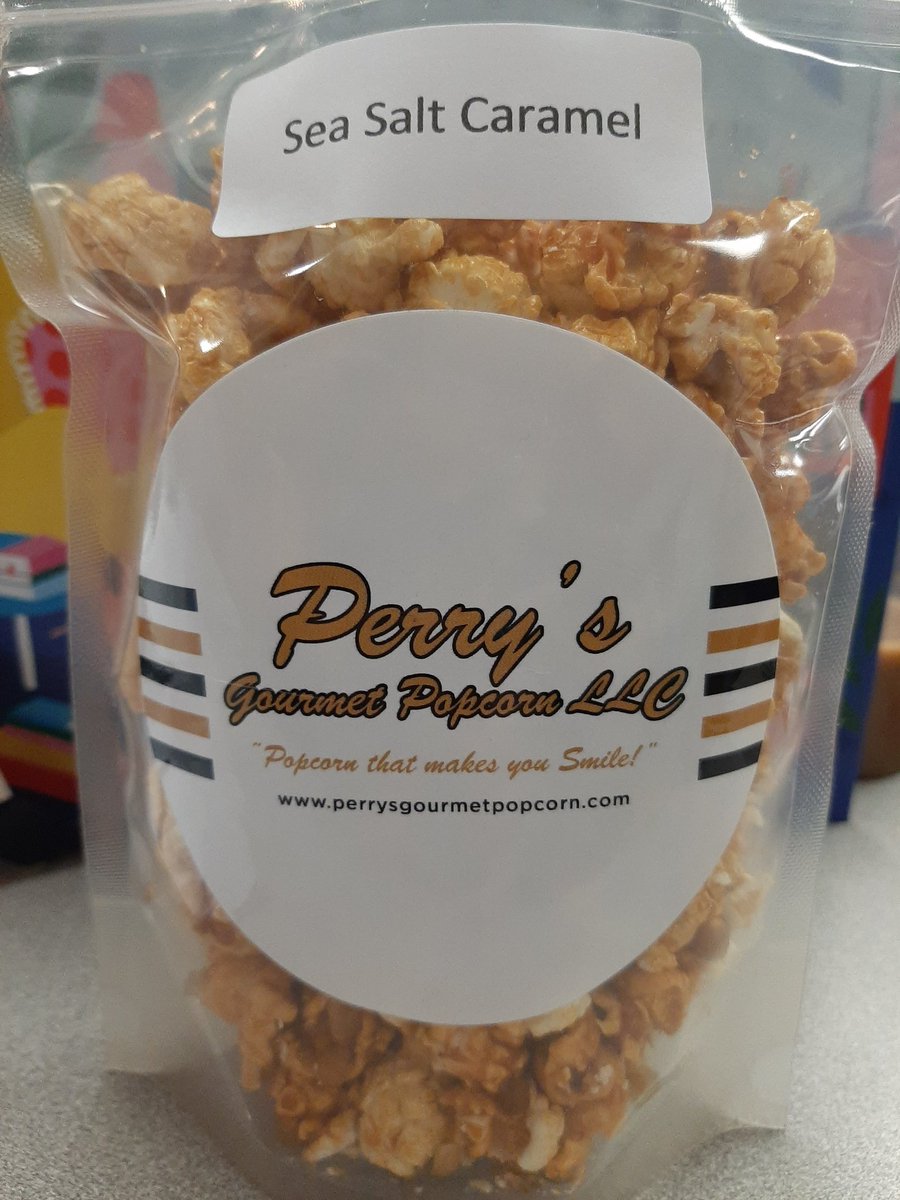 Sea Salt Caramel
Perry's
Gourmet Popcorn LLC
"Popcorn that makes you Smile!"
www.perrysgourmetpopcorn.com